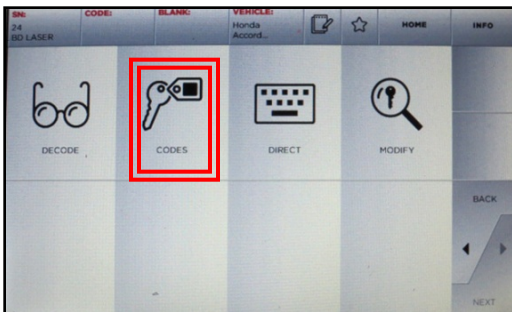 SN: CODE: BLANK: VEHICLE:
24 Honda
BD LASER Accord...
HOME INFO
DECODE CODES DIRECT MODIFY
BACK
NEXT